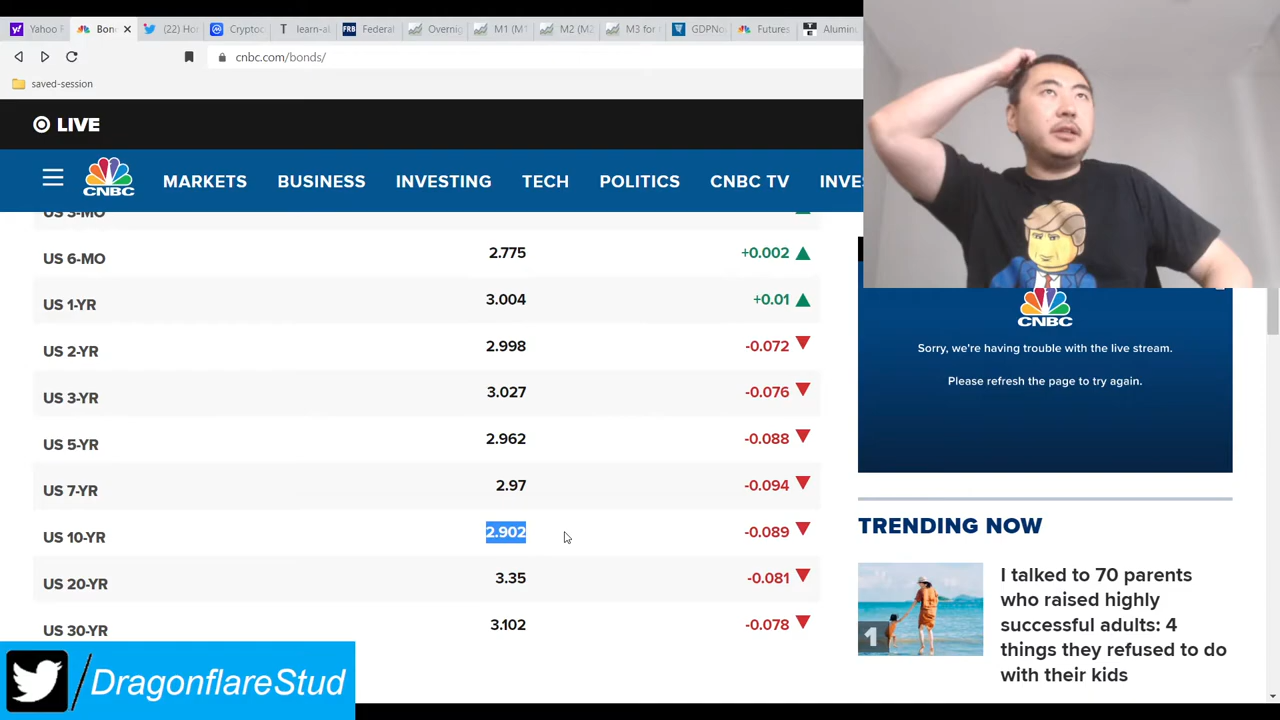 Yahoo F
Bon
(22) Ho
Cryptoc
learn-a
Federal
Overnig
M1 (M
M2 (M
M3 for
GDPNo
Futures
Aluminu
cnbc.com/bonds/
saved-session
LIVE
CNBC
MARKETS
BUSINESS
INVESTING
TECH
POLITICS
CNBC TV
INVES
US 3-MO
US 6-MO 2.775 +0.002
US 1-YR 3.004 +0.01
US 2-YR 2.998 -0.072
US 3-YR 3.027 -0.076
US 5-YR 2.962 -0.088
US 7-YR 2.97 -0.094
US 10-YR 2.902 -0.089
US 20-YR 3.35 -0.081
US 30-YR 3.102 -0.078
CNBC
Sorry, we're having trouble with the live stream.
Please refresh the page to try again.
TRENDING NOW
1
I talked to 70 parents
who raised highly
successful adults: 4
things they refused to do
with their kids
/DragonflareStud